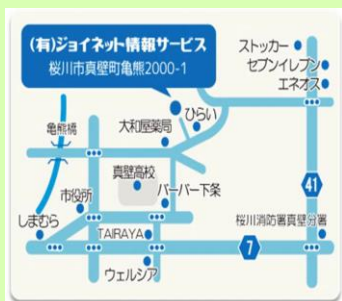 (有)ジョイネット情報サービス
桜川市真壁町亀熊2000-1
ストッカー
セブンイレブン
エネオス
ひらい
大和屋薬局
亀熊橋
真壁高校
市役所
バーバー下条
しまむら
TAIRAYA
ウェルシア
41
7
桜川消防署真壁分署